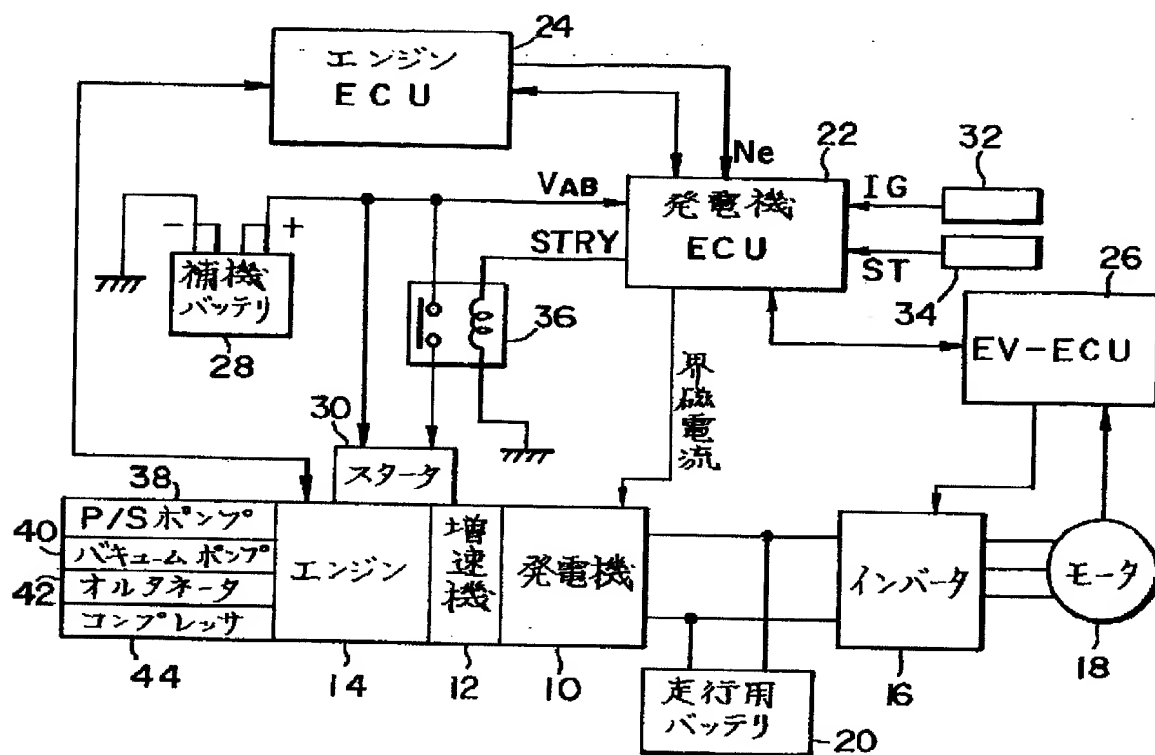 24
エンジン
ECU
Ne
22
32
VAB
発電機
ECU
IG
STRY
ST
34
26
− +
補機
バッテリ
28
36
EV-ECU
界磁電流
30
スタータ
38
P/Sポンプ
40
バキュームポンプ
42
オルタネータ
コンプレッサ
44
エンジン
14
増速機
12
発電機
10
インバータ
16
モータ
18
走行用
バッテリ
20